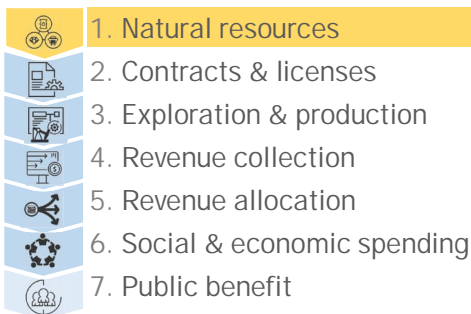 1. Natural resources
2. Contracts & licenses
3. Exploration & production
4. Revenue collection
5. Revenue allocation
6. Social & economic spending
7. Public benefit